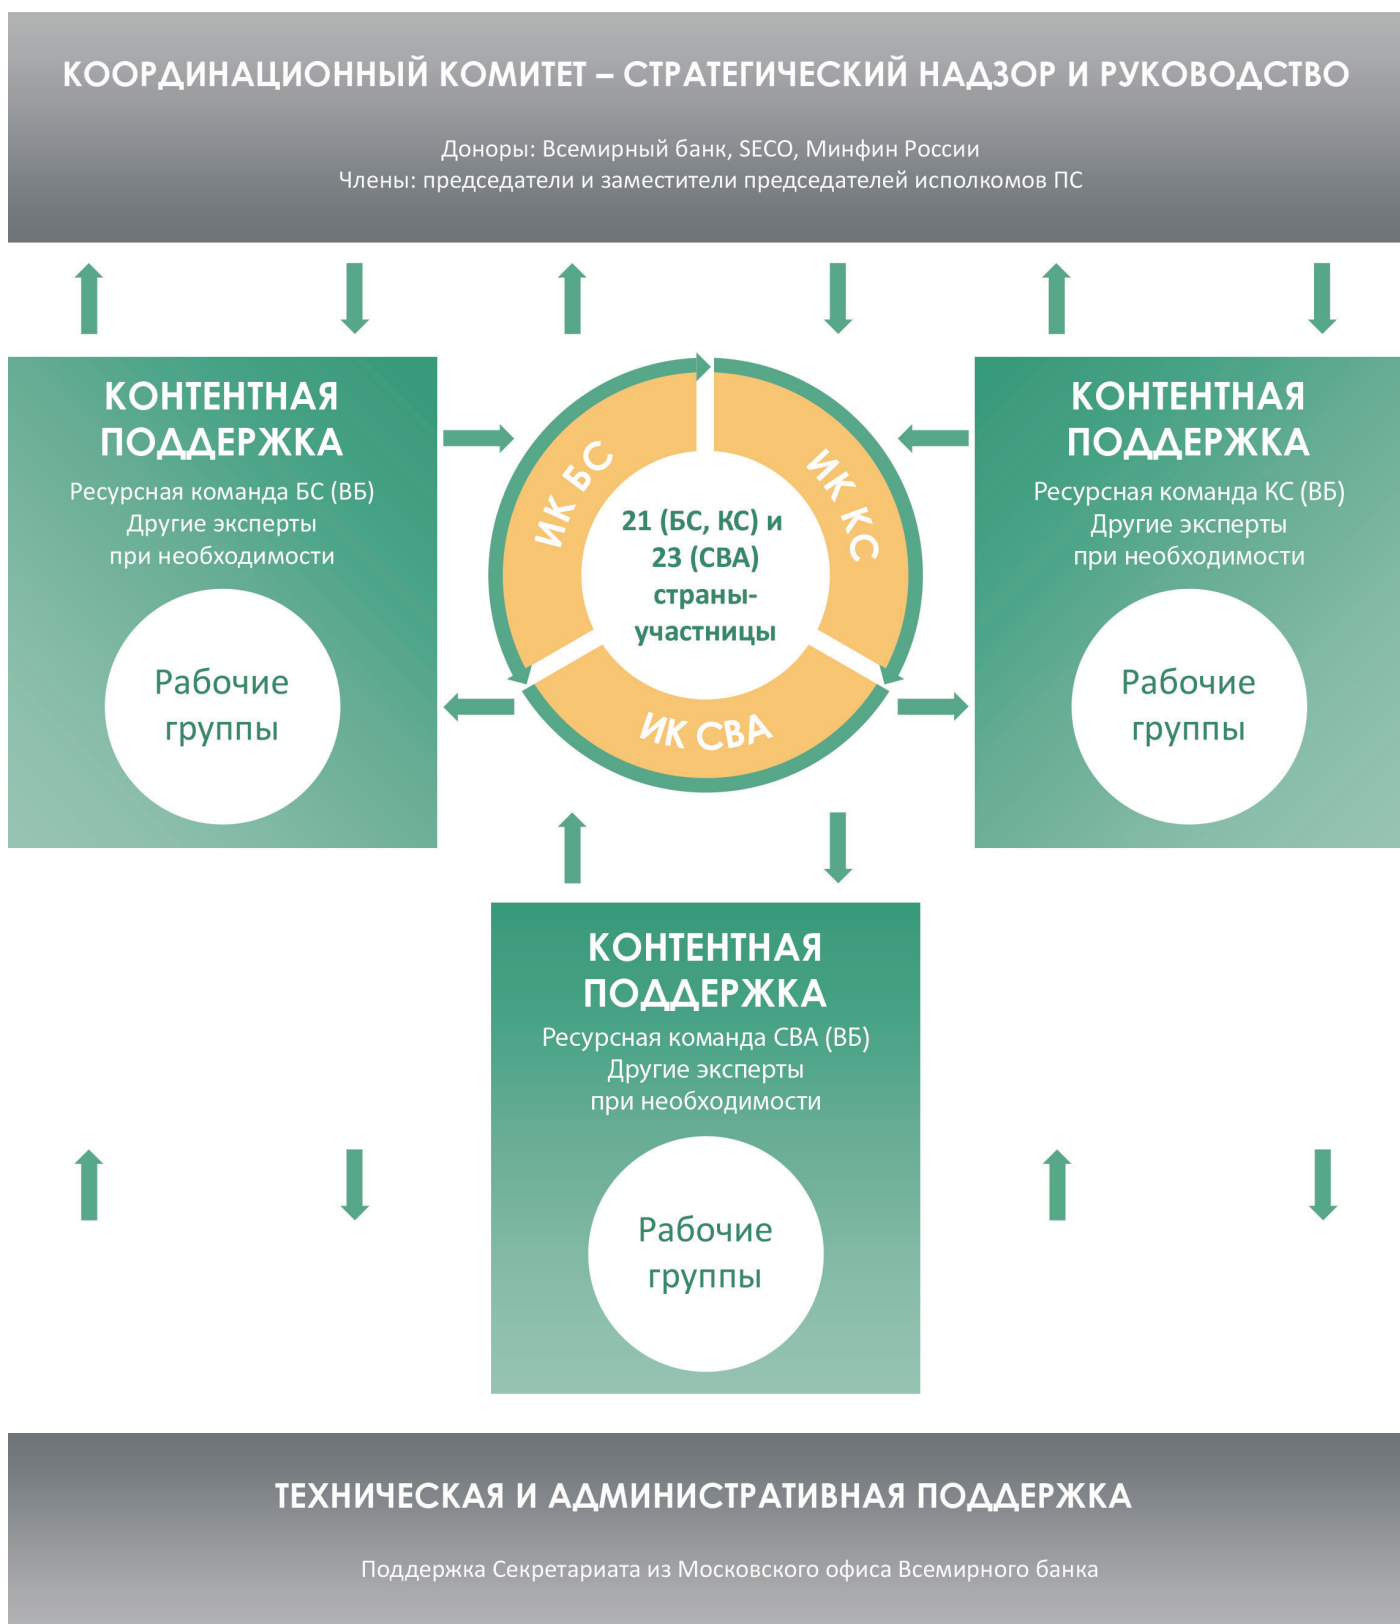 КООРДИНАЦИОННЫЙ КОМИТЕТ – СТРАТЕГИЧЕСКИЙ НАДЗОР И РУКОВОДСТВО
Доноры: Всемирный банк, SECO, Минфин России
Члены: председатели и заместители председателей исполкомов ПС
КОНТЕНТНАЯ
ПОДДЕРЖКА
Ресурсная команда БС (ВБ)
Другие эксперты
при необходимости
Рабочие
группы
ИК БС
ИК КС
ИК СВА
21 (БС, КС) и
23 (СВА)
страны-
участницы
КОНТЕНТНАЯ
ПОДДЕРЖКА
Ресурсная команда КС (ВБ)
Другие эксперты
при необходимости
Рабочие
группы
КОНТЕНТНАЯ
ПОДДЕРЖКА
Ресурсная команда СВА (ВБ)
Другие эксперты
при необходимости
Рабочие
группы
ТЕХНИЧЕСКАЯ И АДМИНИСТРАТИВНАЯ ПОДДЕРЖКА
Поддержка Секретариата из Московского офиса Всемирного банка